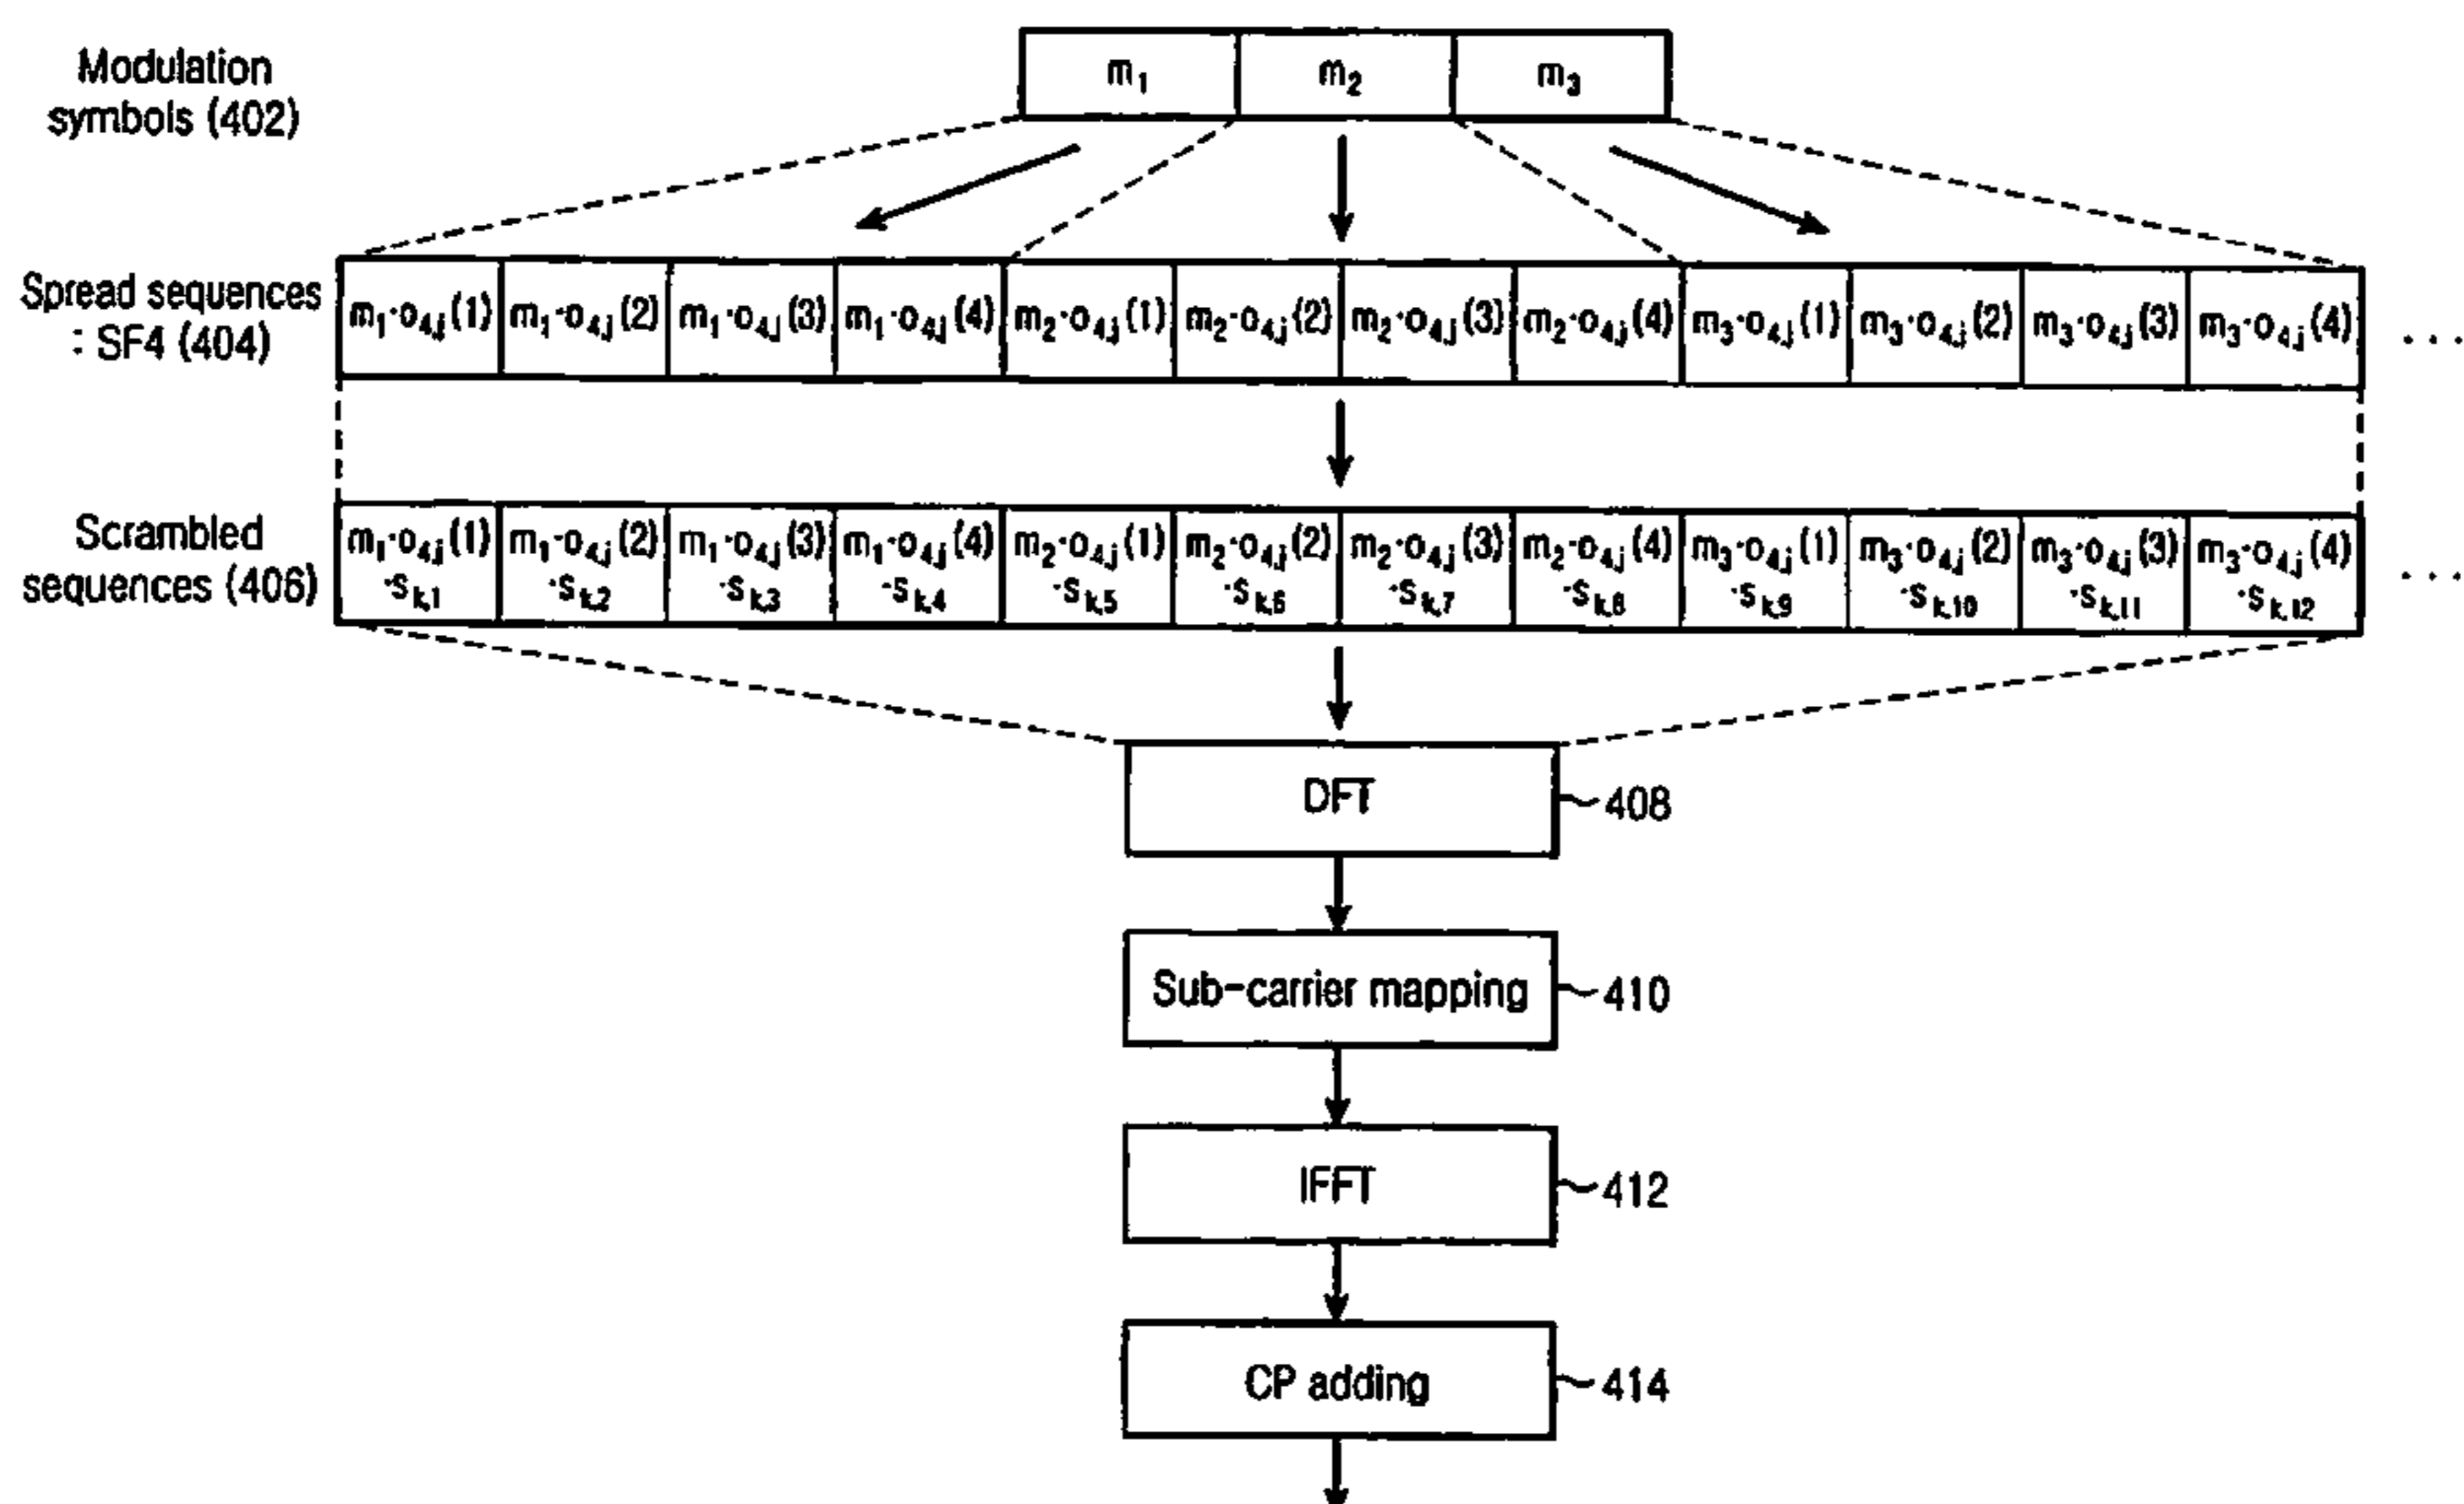 Modulation
symbols (402)
m₁ m₂ m₃
Spread sequences
: SF4 (404)
m₁·o₄,ⱼ(1) m₁·o₄,ⱼ(2) m₁·o₄,ⱼ(3) m₁·o₄,ⱼ(4) m₂·o₄,ⱼ(1) m₂·o₄,ⱼ(2) m₂·o₄,ⱼ(3) m₂·o₄,ⱼ(4) m₃·o₄,ⱼ(1) m₃·o₄,ⱼ(2) m₃·o₄,ⱼ(3) m₃·o₄,ⱼ(4) ...
Scrambled
sequences (406)
m₁·o₄,ⱼ(1) m₁·o₄,ⱼ(2) m₁·o₄,ⱼ(3) m₁·o₄,ⱼ(4) m₂·o₄,ⱼ(1) m₂·o₄,ⱼ(2) m₂·o₄,ⱼ(3) m₂·o₄,ⱼ(4) m₃·o₄,ⱼ(1) m₃·o₄,ⱼ(2) m₃·o₄,ⱼ(3) m₃·o₄,ⱼ(4)
·sₖ,₁ ·sₖ,₂ ·sₖ,₃ ·sₖ,₄ ·sₖ,₅ ·sₖ,₆ ·sₖ,₇ ·sₖ,₈ ·sₖ,₉ ·sₖ,₁₀ ·sₖ,₁₁ ·sₖ,₁₂ ...
DFT 408
Sub-carrier mapping 410
IFFT 412
CP adding 414